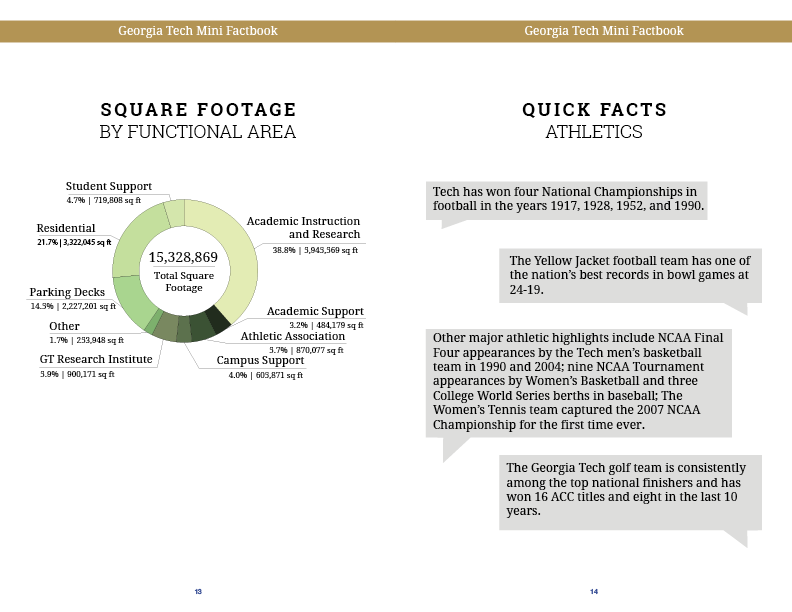 Georgia Tech Mini Factbook
SQUARE FOOTAGE
BY FUNCTIONAL AREA
Student Support
4.7% | 719,808 sq ft
Residential
21.7% | 3,322,045 sq ft
Parking Decks
14.5% | 2,227,201 sq ft
Other
1.7% | 253,948 sq ft
GT Research Institute
5.9% | 900,171 sq ft
15,328,869
Total Square
Footage
Academic Instruction
and Research
38.8% | 5,945,569 sq ft
Academic Support
3.2% | 484,179 sq ft
Athletic Association
5.7% | 870,077 sq ft
Campus Support
4.0% | 605,871 sq ft
13
Georgia Tech Mini Factbook
QUICK FACTS
ATHLETICS
Tech has won four National Championships in
football in the years 1917, 1928, 1952, and 1990.
The Yellow Jacket football team has one of
the nation's best records in bowl games at
24-19.
Other major athletic highlights include NCAA Final
Four appearances by the Tech men's basketball
team in 1990 and 2004; nine NCAA Tournament
appearances by Women's Basketball and three
College World Series berths in baseball; The
Women's Tennis team captured the 2007 NCAA
Championship for the first time ever.
The Georgia Tech golf team is consistently
among the top national finishers and has
won 16 ACC titles and eight in the last 10
years.
14